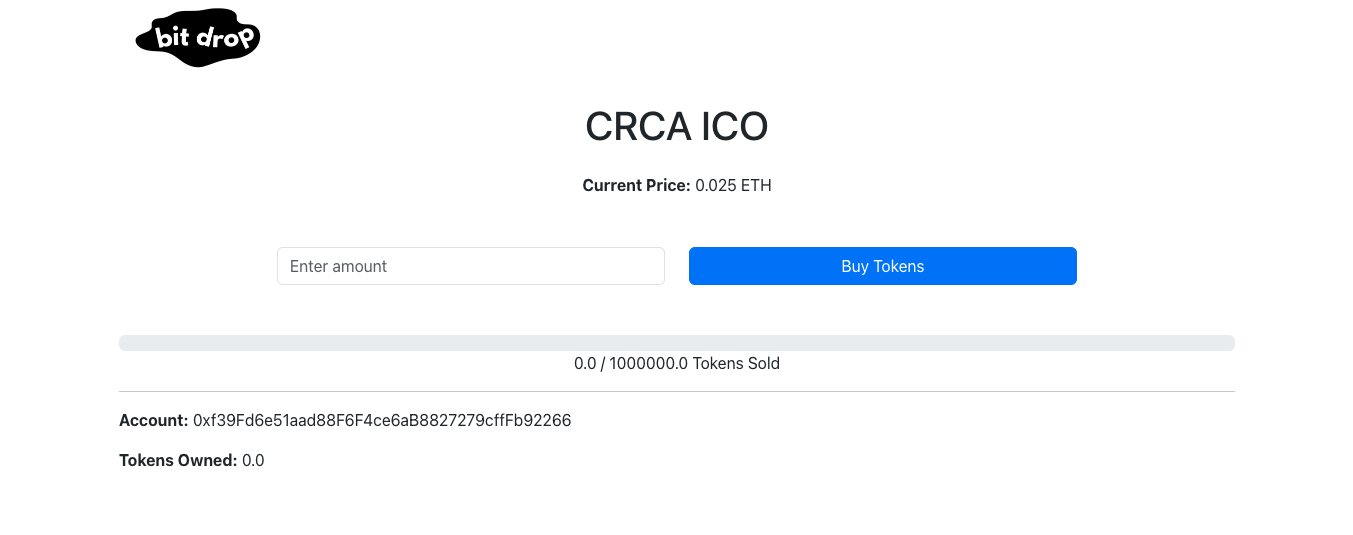 bit drop
CRCA ICO
Current Price: 0.025 ETH
Enter amount
Buy Tokens
0.0 / 1000000.0 Tokens Sold
Account: 0xf39Fd6e51aad88F6F4ce6aB8827279cffFb92266
Tokens Owned: 0.0